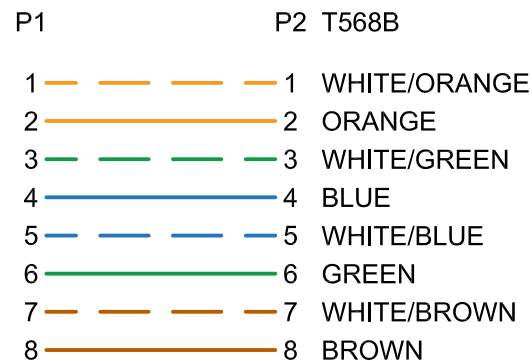 P1 P2 T568B
1 1 WHITE/ORANGE
2 2 ORANGE
3 3 WHITE/GREEN
4 4 BLUE
5 5 WHITE/BLUE
6 6 GREEN
7 7 WHITE/BROWN
8 8 BROWN